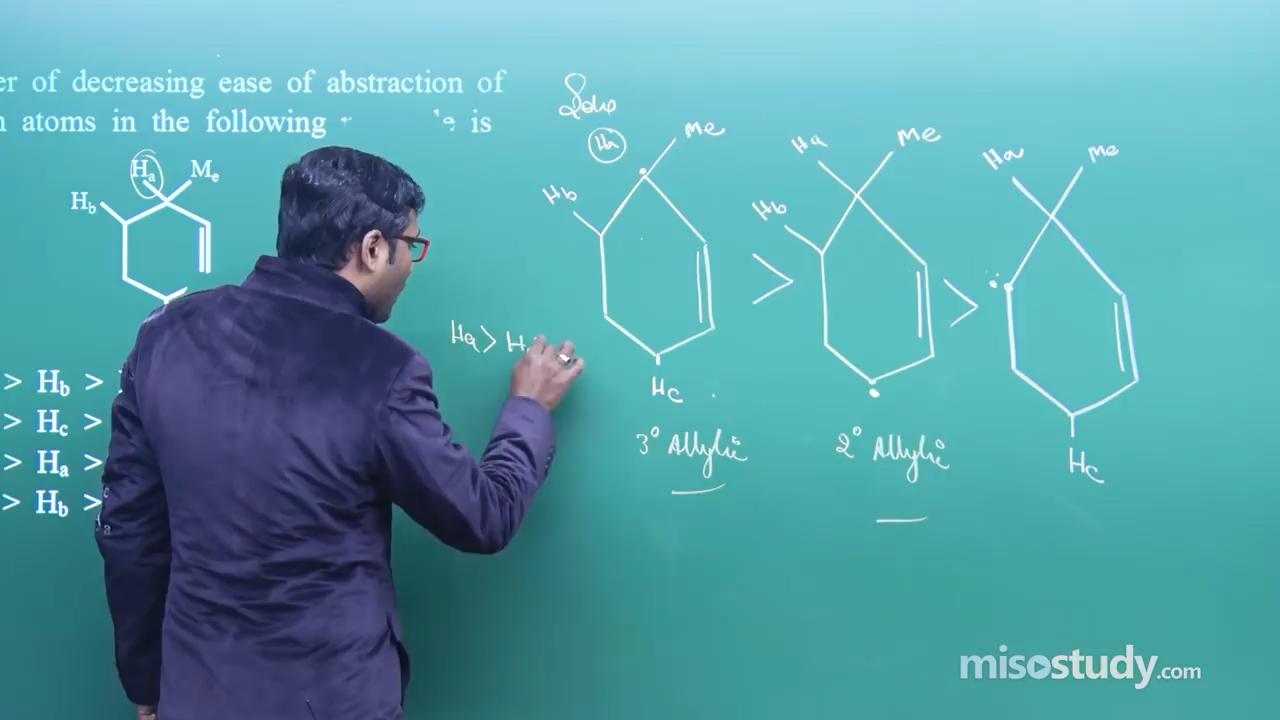 er of decreasing ease of abstraction of
n atoms in the following is
Ha Me
Hb
> Hb >
> Hc >
> Ha >
> Hb >
c
a
Soln
Ha Me
Hb
Hc
3° Allylic
>
Ha Me
Hb
2° Allylic
>
Ha Me
Hc
Ha > H
misostudy.com